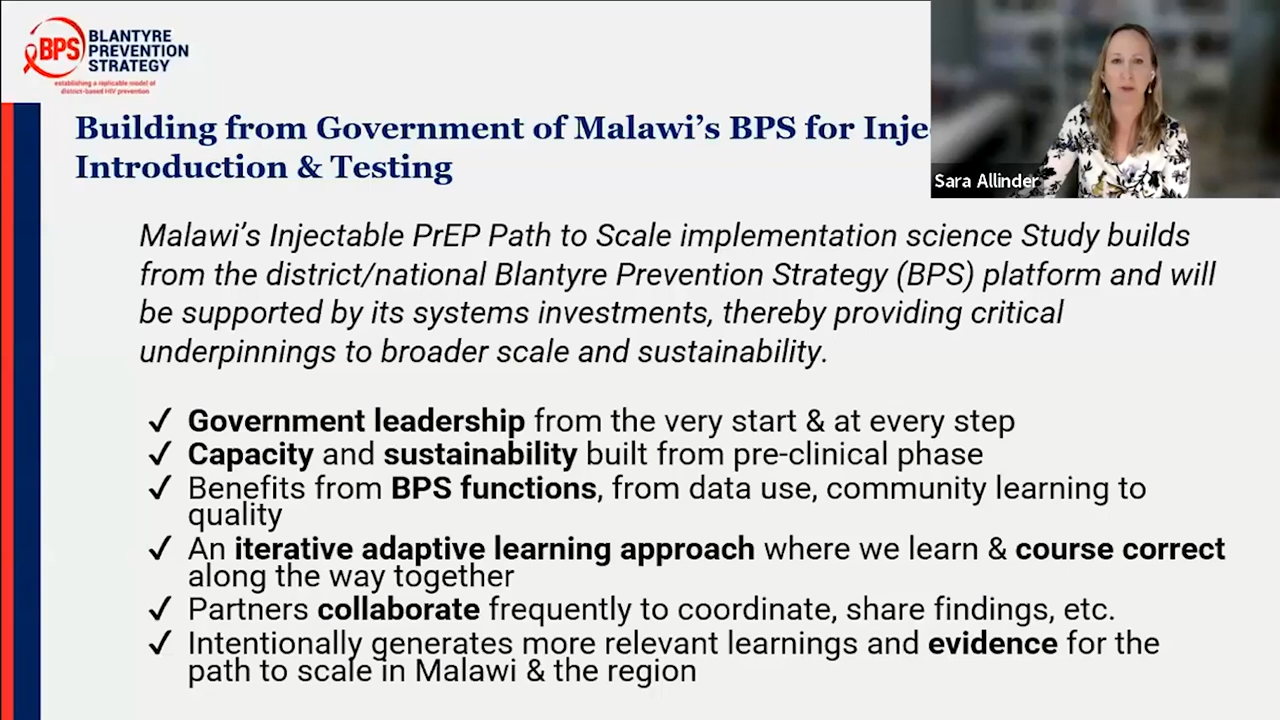 BPS
BLANTYRE
PREVENTION
STRATEGY
establishing a replicable model of
district-based HIV prevention
Building from Government of Malawi’s BPS for Inje
Introduction & Testing
Sara Allinder
Malawi’s Injectable PrEP Path to Scale implementation science Study builds
from the district/national Blantyre Prevention Strategy (BPS) platform and will
be supported by its systems investments, thereby providing critical
underpinnings to broader scale and sustainability.
✓ Government leadership from the very start & at every step
✓ Capacity and sustainability built from pre-clinical phase
✓ Benefits from BPS functions, from data use, community learning to
quality
✓ An iterative adaptive learning approach where we learn & course correct
along the way together
✓ Partners collaborate frequently to coordinate, share findings, etc.
✓ Intentionally generates more relevant learnings and evidence for the
path to scale in Malawi & the region